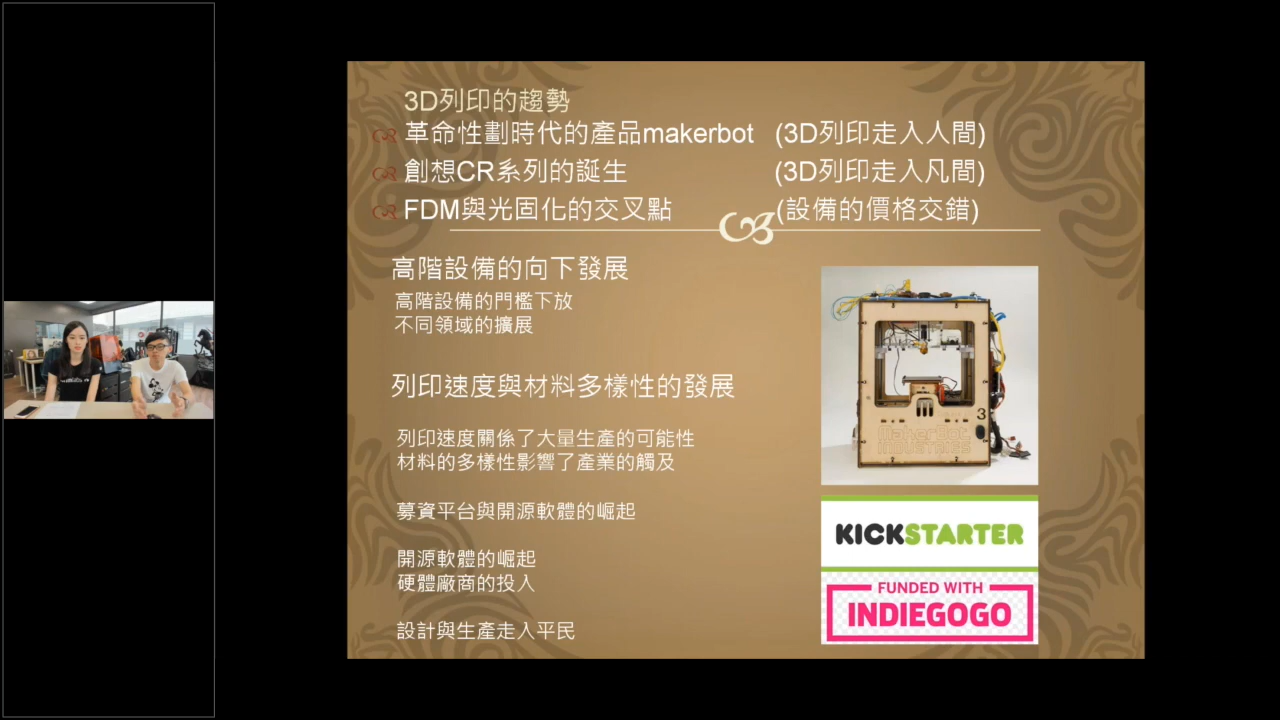 3D列印的趨勢
革命性劃時代的產品makerbot (3D列印走入人間)
創想CR系列的誕生 (3D列印走入凡間)
FDM與光固化的交叉點 (設備的價格交錯)
高階設備的向下發展
高階設備的門檻下放
不同領域的擴展
列印速度與材料多樣性的發展
列印速度關係了大量生產的可能性
材料的多樣性影響了產業的觸及
募資平台與開源軟體的崛起
開源軟體的崛起
硬體廠商的投入
設計與生產走入平民
3
MakerBot
INDUSTRIES
KICKSTARTER
FUNDED WITH
INDIEGOGO